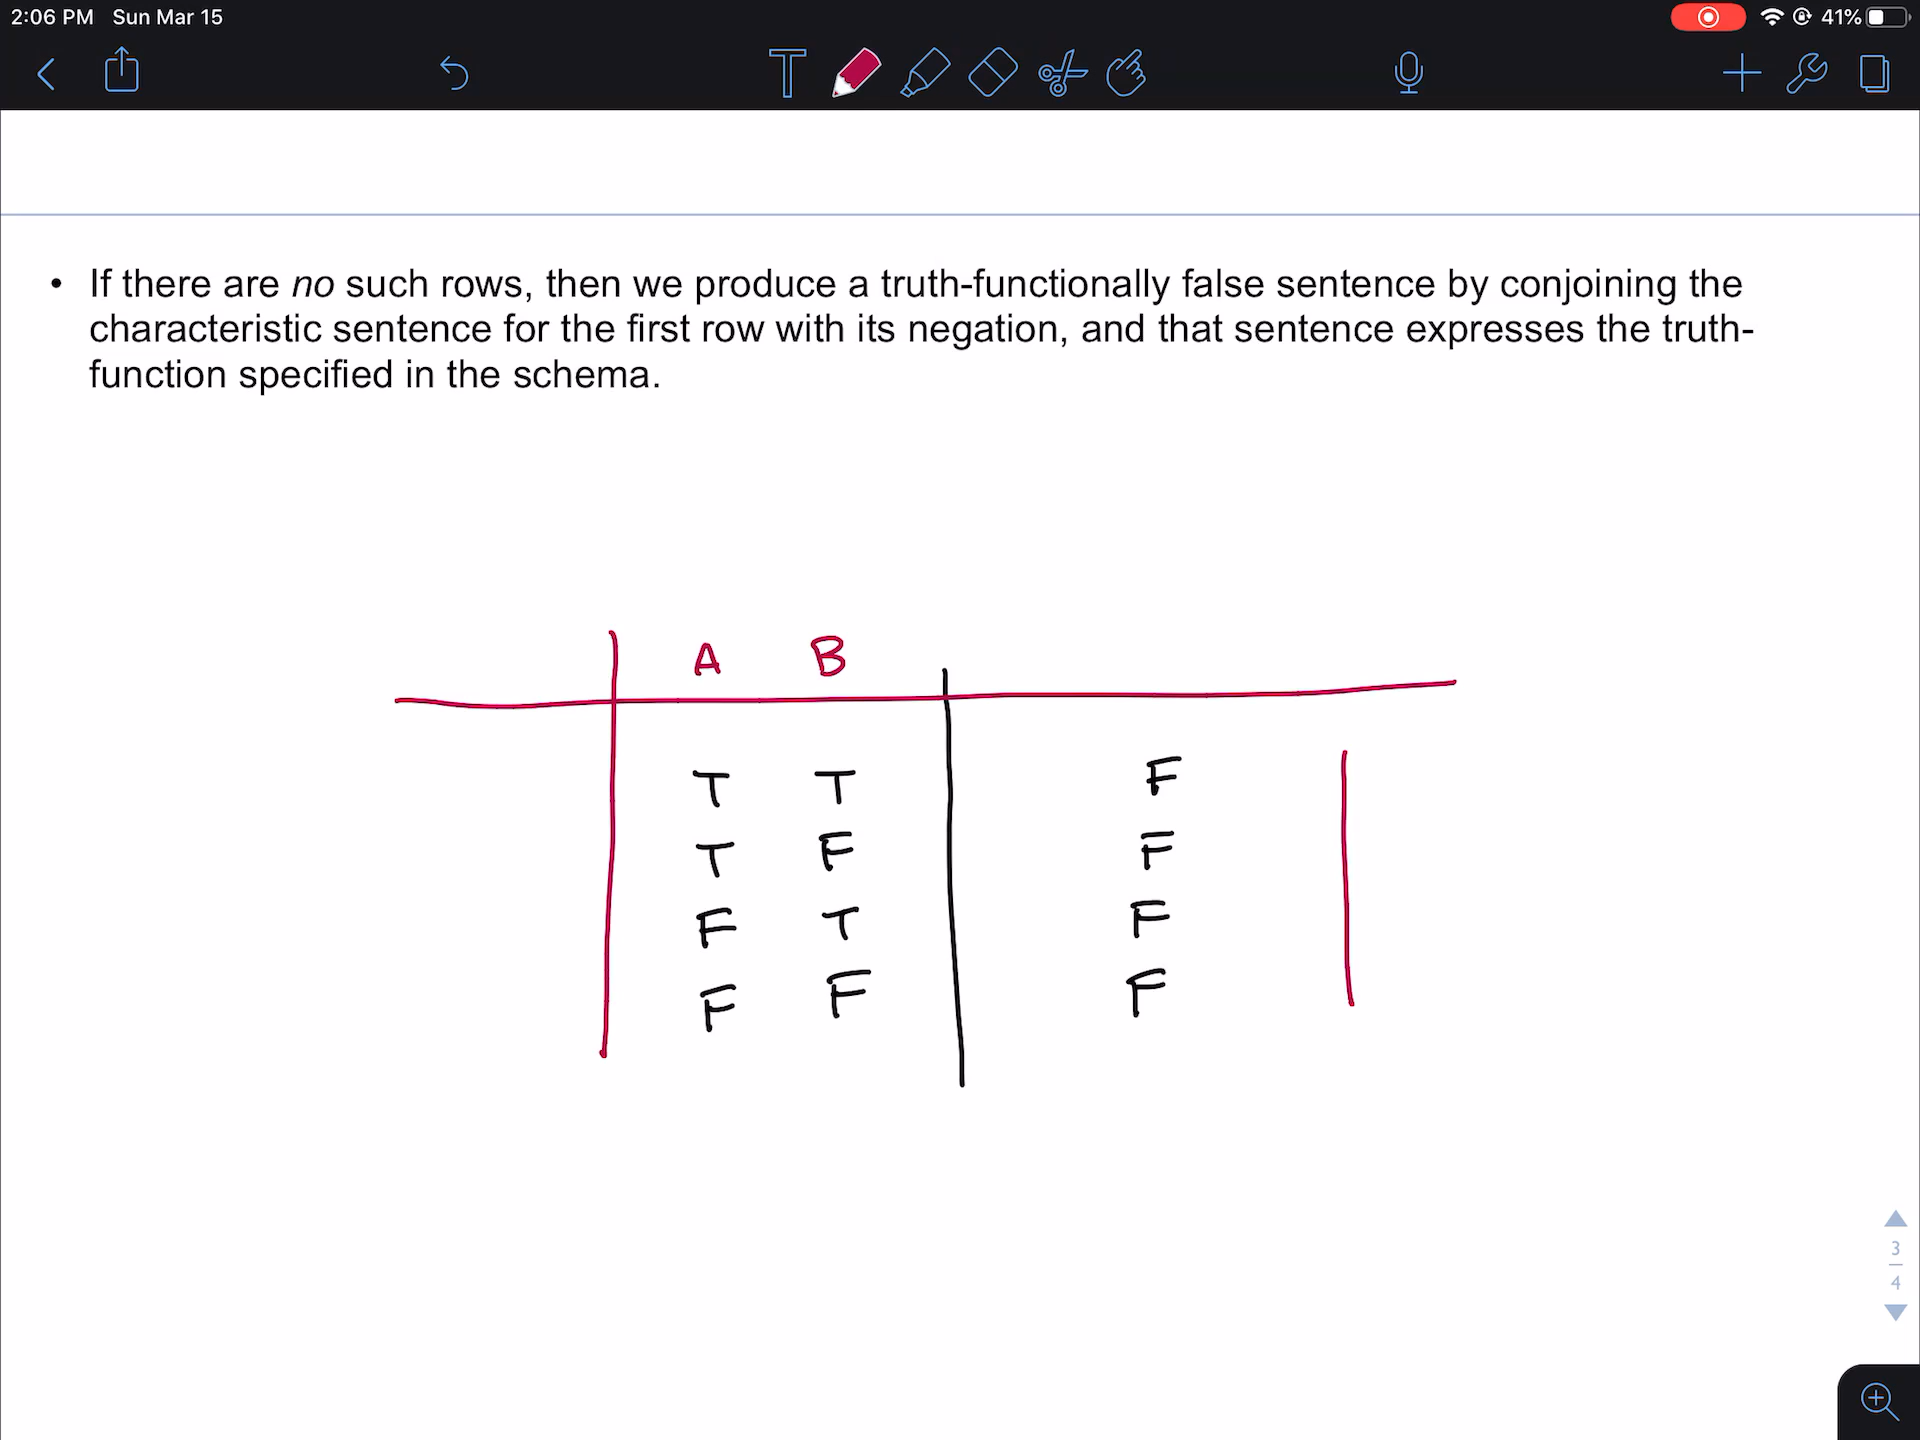 2:06 PM Sun Mar 15
41%
T
• If there are no such rows, then we produce a truth-functionally false sentence by conjoining the
characteristic sentence for the first row with its negation, and that sentence expresses the truth-
function specified in the schema.
A B
T T F
T F F
F T F
F F F
3
4